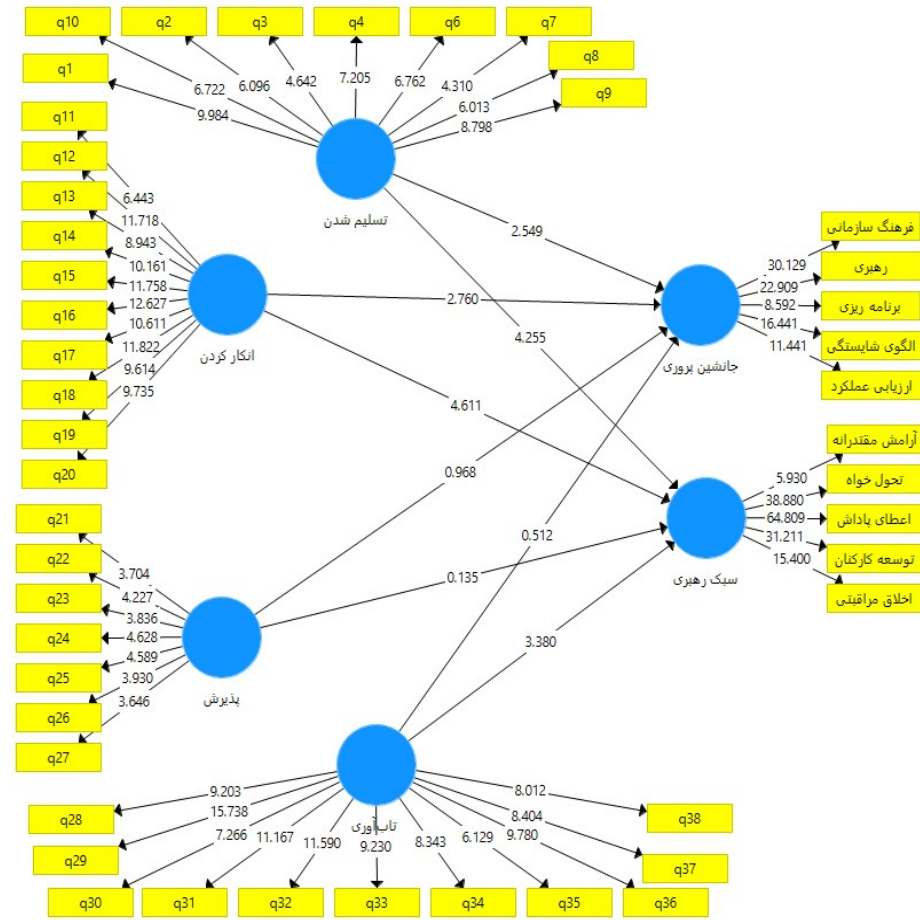 q10
q2
q3
q4
q6
q7
q8
q9
q1
6.722
6.096
4.642
7.205
6.762
4.310
6.013
8.798
9.984
تسلیم شدن
q11
q12
q13
q14
q15
q16
q17
q18
q19
q20
6.443
11.718
8.943
10.161
11.758
12.627
10.611
11.822
9.614
9.735
انکار کردن
2.549
2.760
4.255
4.611
0.968
0.512
0.135
3.380
فرهنگ سازمانی
رهبری
برنامه ریزی
الگوی شایستگی
ارزیابی عملکرد
30.129
22.909
8.592
16.441
11.441
جانشین پروری
آرامش مقتدرانه
تحول خواه
اعطای پاداش
توسعه کارکنان
اخلاق مراقبتی
5.930
38.880
64.809
31.211
15.400
سبک رهبری
q21
q22
q23
q24
q25
q26
q27
3.704
4.227
3.836
4.628
4.589
3.930
3.646
پذیرش
تاب‌آوری
9.203
15.738
7.266
11.167
11.590
9.230
8.343
6.129
9.780
8.404
8.012
q28
q29
q30
q31
q32
q33
q34
q35
q36
q37
q38